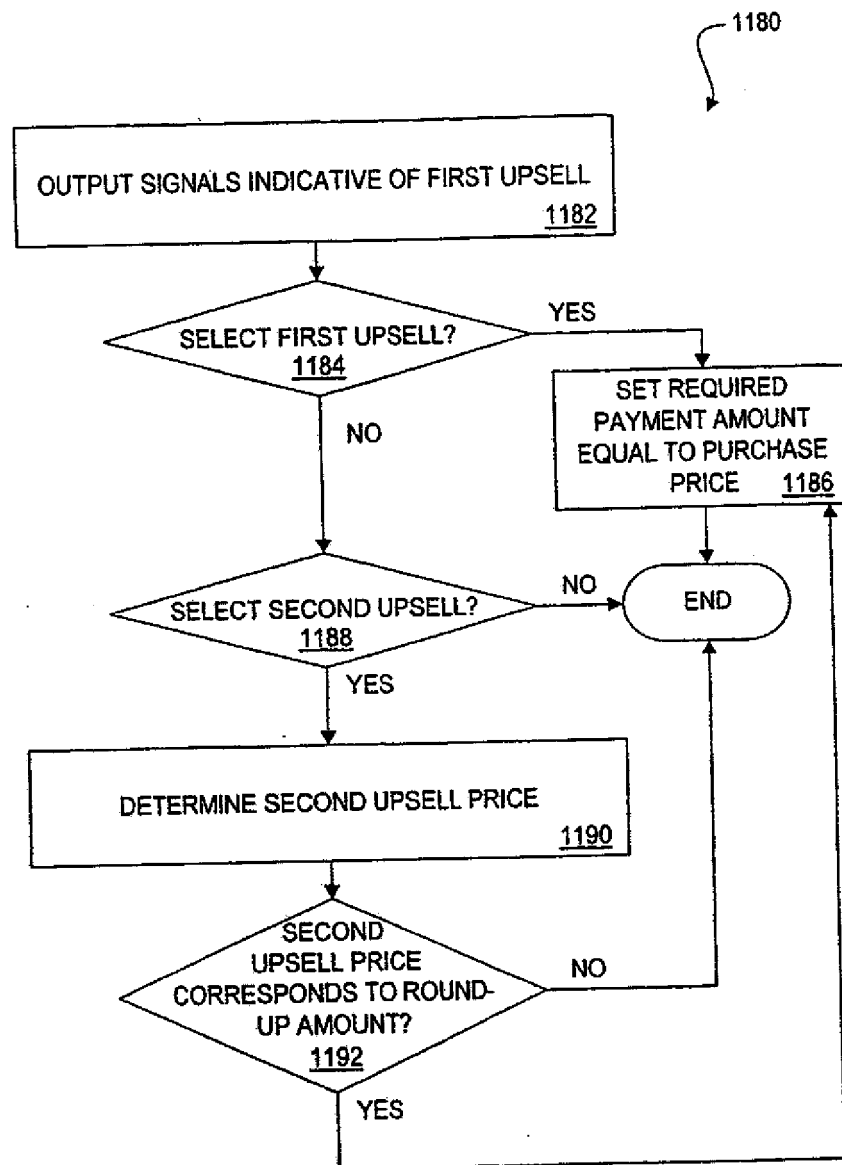 1180
OUTPUT SIGNALS INDICATIVE OF FIRST UPSELL
1182
SELECT FIRST UPSELL?
1184
YES
NO
SET REQUIRED
PAYMENT AMOUNT
EQUAL TO PURCHASE
PRICE
1186
SELECT SECOND UPSELL?
1188
NO
END
YES
DETERMINE SECOND UPSELL PRICE
1190
SECOND
UPSELL PRICE
CORRESPONDS TO ROUND-
UP AMOUNT?
1192
NO
YES